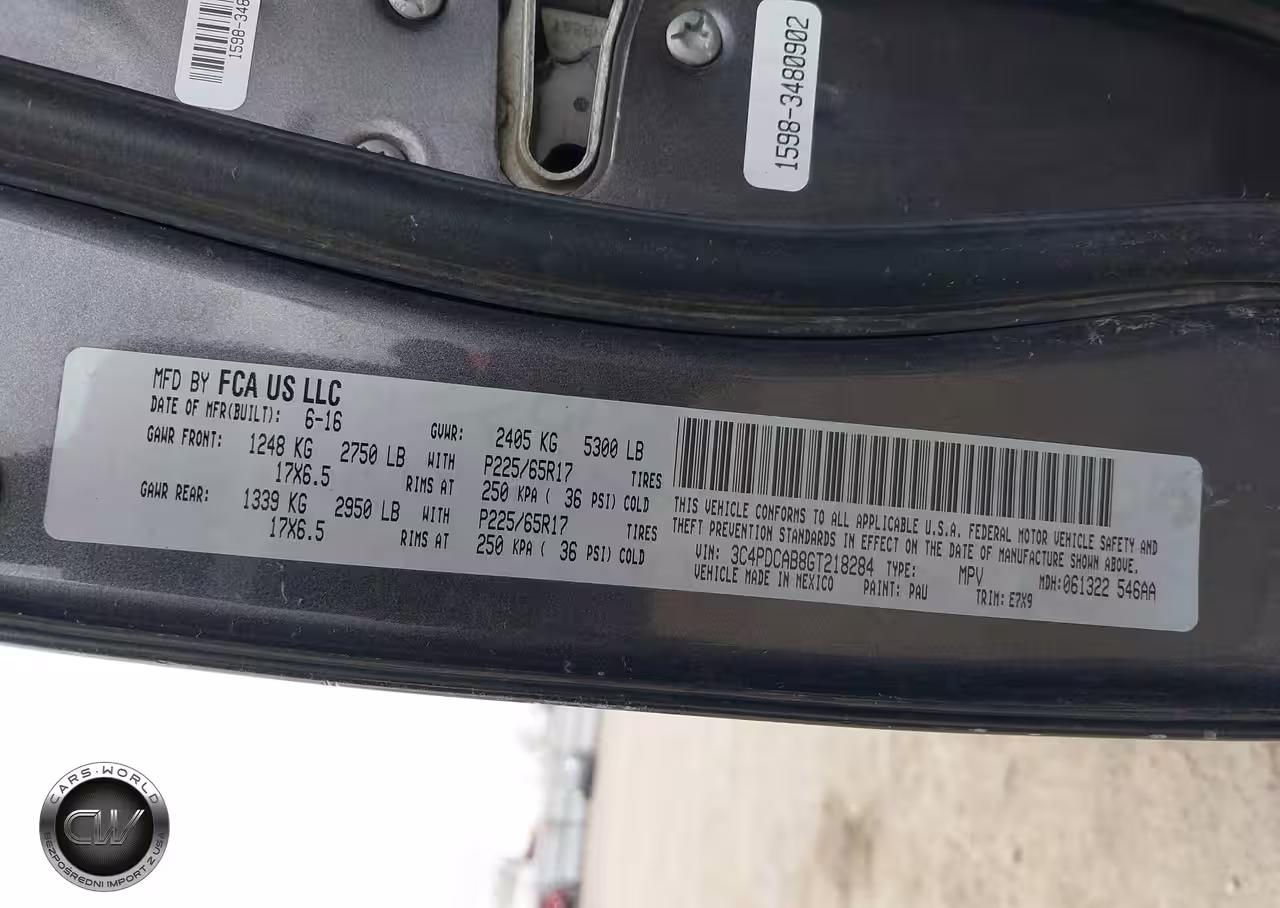 1598-348
1598-3480902
MFD BY FCA US LLC
DATE OF MFR(BUILT): 6-16
GVWR: 2405 KG 5300 LB
GAWR FRONT: 1248 KG 2750 LB WITH P225/65R17 TIRES
17X6.5 RIMS AT 250 KPA ( 36 PSI) COLD
GAWR REAR: 1339 KG 2950 LB WITH P225/65R17 TIRES
17X6.5 RIMS AT 250 KPA ( 36 PSI) COLD
THIS VEHICLE CONFORMS TO ALL APPLICABLE U.S.A. FEDERAL MOTOR VEHICLE SAFETY AND
THEFT PREVENTION STANDARDS IN EFFECT ON THE DATE OF MANUFACTURE SHOWN ABOVE.
VIN: 3C4PDCAB8GT218284 TYPE: MPV MDH:061322 546AA
VEHICLE MADE IN MEXICO PAINT: PAU TRIM: E7X9
CARS-WORLD
CW
BEZPOŚREDNI IMPORT Z USA